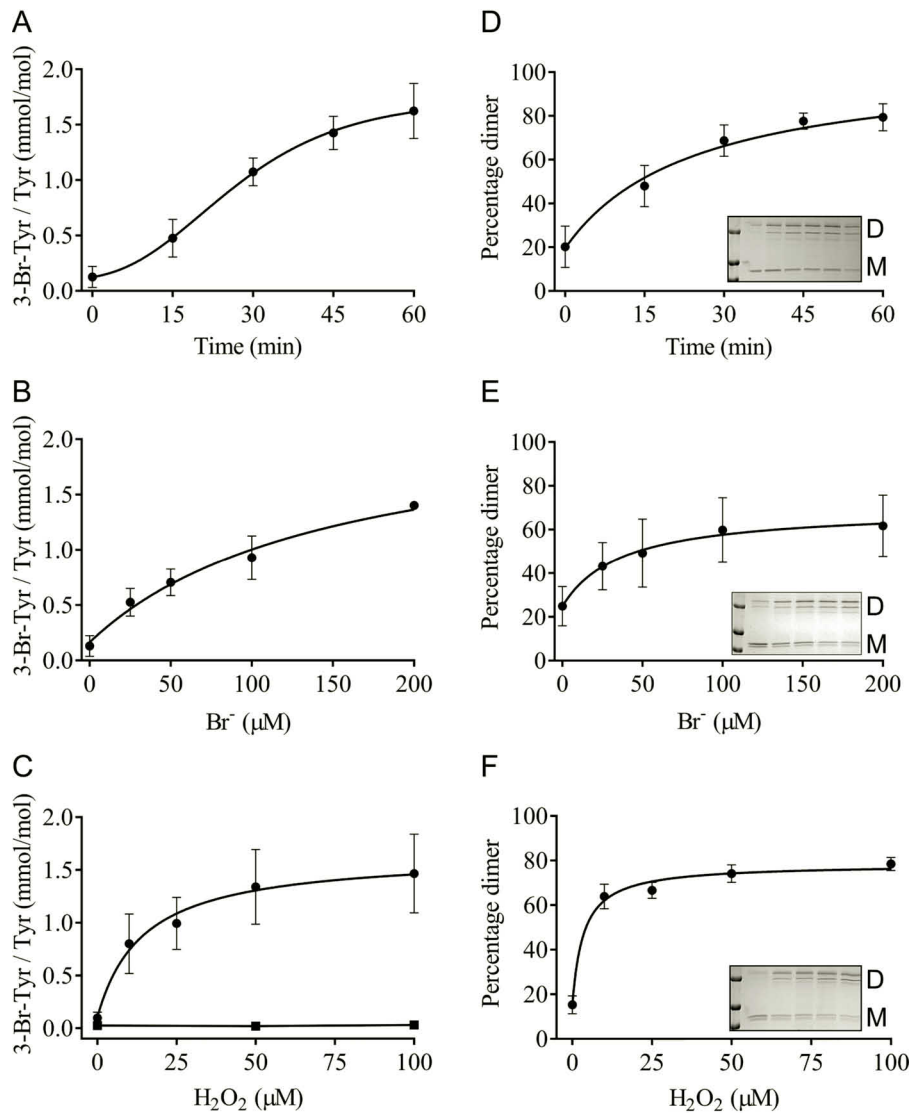 A
3-Br-Tyr / Tyr (mmol/mol)
2.0
1.5
1.0
0.5
0.0
0 15 30 45 60
Time (min)
D
Percentage dimer
100
80
60
40
20
0
D
M
0 15 30 45 60
Time (min)
B
3-Br-Tyr / Tyr (mmol/mol)
2.0
1.5
1.0
0.5
0.0
0 50 100 150 200
Br⁻ (μM)
E
Percentage dimer
100
80
60
40
20
0
D
M
0 50 100 150 200
Br⁻ (μM)
C
3-Br-Tyr / Tyr (mmol/mol)
2.0
1.5
1.0
0.5
0.0
0 25 50 75 100
H₂O₂ (μM)
F
Percentage dimer
100
80
60
40
20
0
D
M
0 25 50 75 100
H₂O₂ (μM)